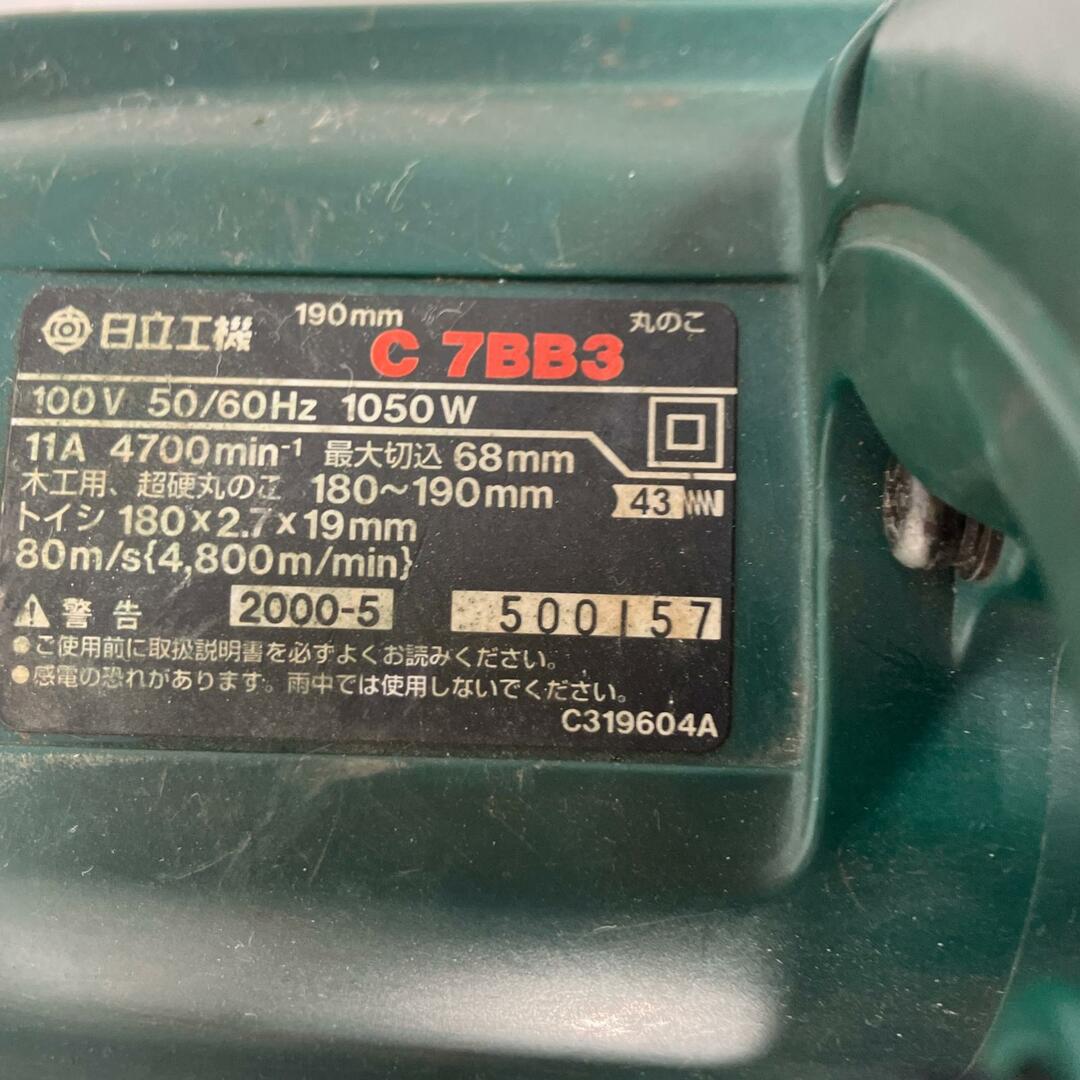 日立工機 190mm C 7BB3 丸のこ
100V 50/60Hz 1050W
11A 4700min⁻¹ 最大切込 68mm
木工用、超硬丸のこ 180～190mm 43
トイシ 180×2.7×19mm
80m/s{4,800m/min}
警告 2000-5 500157
●ご使用前に取扱説明書を必ずよくお読みください。
●感電の恐れがあります。雨中では使用しないでください。
C319604A